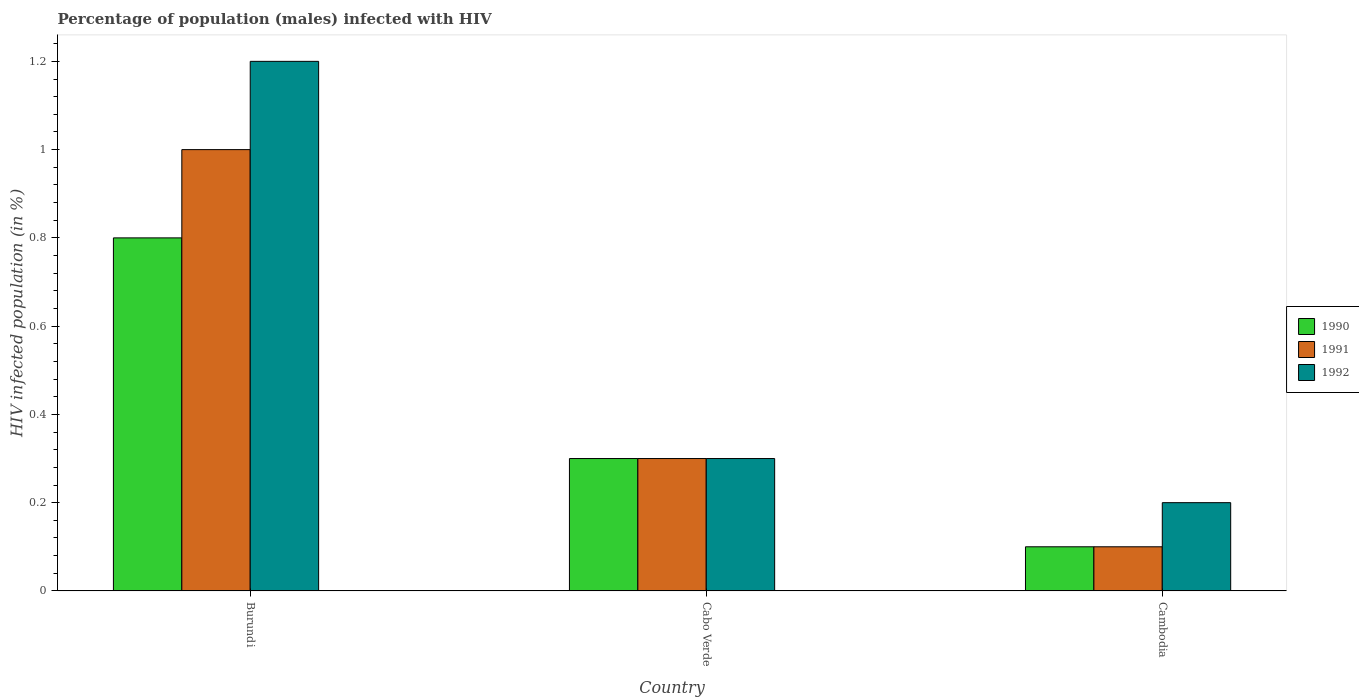 Percentage of population (males) infected with HIV
HIV infected population (in %)
1.2
1
0.8
0.6
0.4
0.2
0
Burundi
Cabo Verde
Cambodia
Country
1990
1991
1992